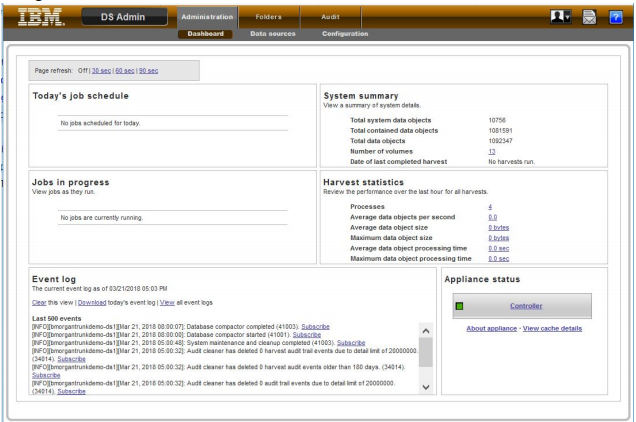 IBM.
DS Admin
Administration
Folders
Audit
Dashboard
Data sources
Configuration
?
Page refresh: Off | 30 sec | 60 sec | 90 sec
Today's job schedule
No jobs scheduled for today.
System summary
View a summary of system details.
Total system data objects 10756
Total contained data objects 1081591
Total data objects 1092347
Number of volumes 13
Date of last completed harvest No harvests run.
Jobs in progress
View jobs as they run.
No jobs are currently running.
Harvest statistics
Review the performance over the last hour for all harvests.
Processes 4
Average data objects per second 0.0
Average data object size 0 bytes
Maximum data object size 0 bytes
Average data object processing time 0.0 sec
Maximum data object processing time 0.0 sec
Event log
The current event log as of 03/21/2018 05:03 PM
Clear this view | Download today's event log | View all event logs
Last 500 events
[INFO][bmorgantrunkdemo-ds1][Mar 21, 2018 08:00:07]: Database compactor completed (41003). Subscribe
[INFO][bmorgantrunkdemo-ds1][Mar 21, 2018 08:00:00]: Database compactor started (41001). Subscribe
[INFO][bmorgantrunkdemo-ds1][Mar 21, 2018 05:00:48]: System maintenance and cleanup completed (41003). Subscribe
[INFO][bmorgantrunkdemo-ds1][Mar 21, 2018 05:00:32]: Audit cleaner has deleted 0 harvest audit trail events due to detail limit of 20000000.
(34014). Subscribe
[INFO][bmorgantrunkdemo-ds1][Mar 21, 2018 05:00:32]: Audit cleaner has deleted 0 harvest audit events older than 180 days. (34014).
Subscribe
[INFO][bmorgantrunkdemo-ds1][Mar 21, 2018 05:00:32]: Audit cleaner has deleted 0 audit trail events due to detail limit of 20000000.
(34014). Subscribe
Appliance status
Controller
About appliance - View cache details